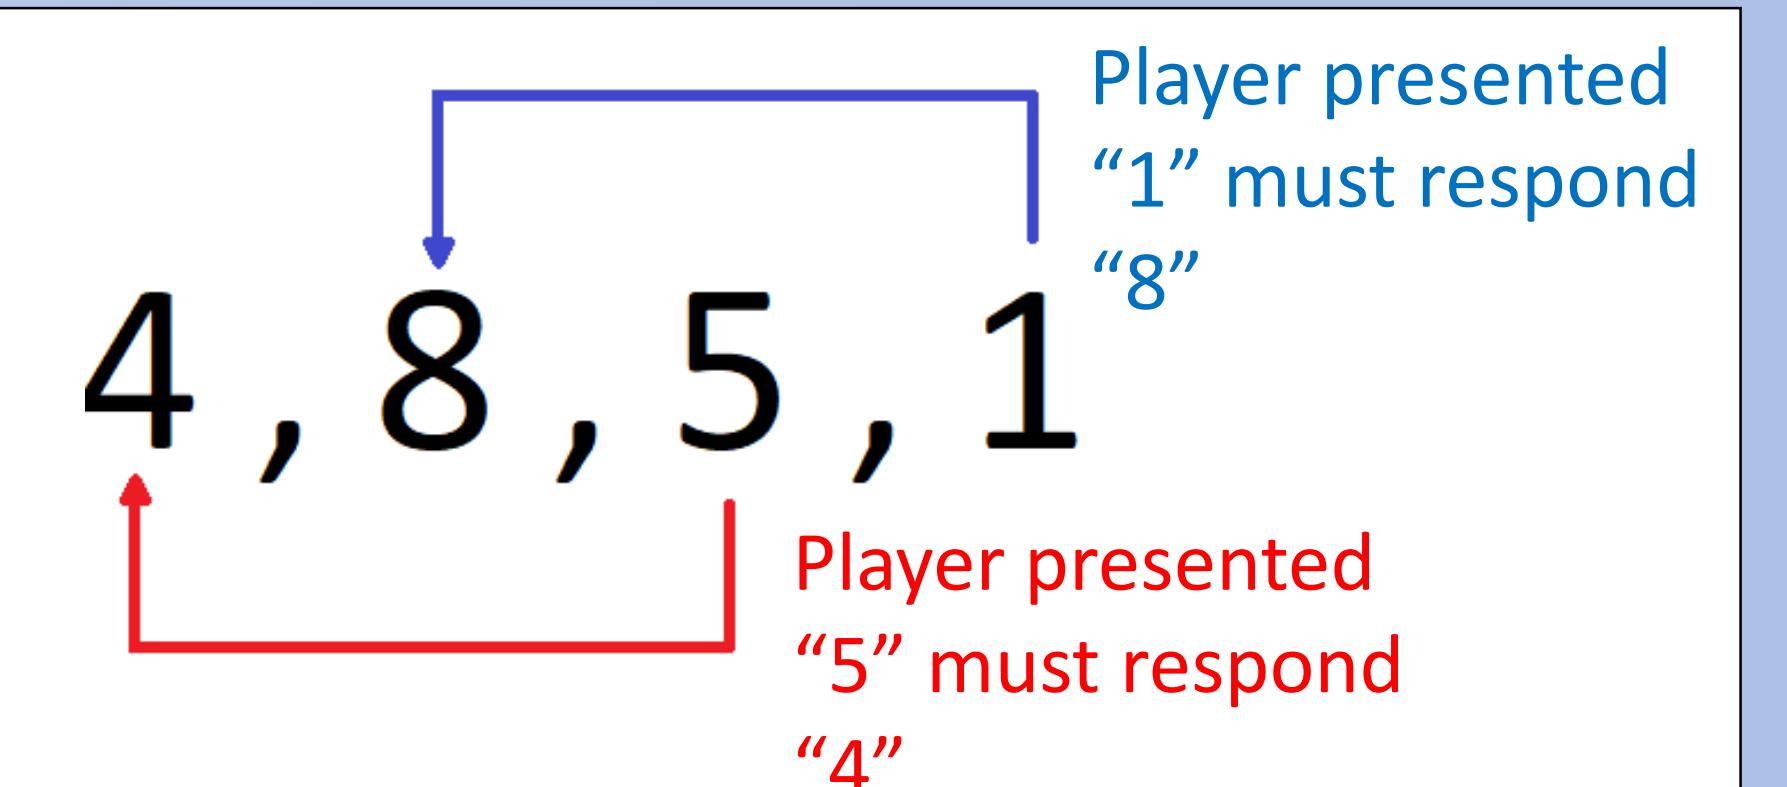 Player presented
“1” must respond
“8”
4 , 8 , 5 , 1
Player presented
“5” must respond
“4”